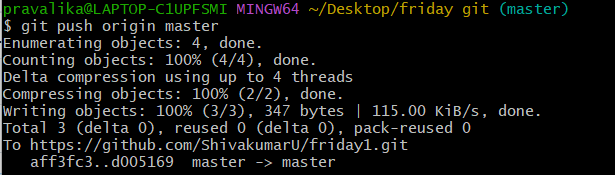 pravalika@LAPTOP-C1UPFSMI MINGW64 ~/Desktop/friday git (master)
$ git push origin master
Enumerating objects: 4, done.
Counting objects: 100% (4/4), done.
Delta compression using up to 4 threads
Compressing objects: 100% (2/2), done.
Writing objects: 100% (3/3), 347 bytes | 115.00 KiB/s, done.
Total 3 (delta 0), reused 0 (delta 0), pack-reused 0
To https://github.com/ShivakumarU/friday1.git
   aff3fc3..d005169  master -> master